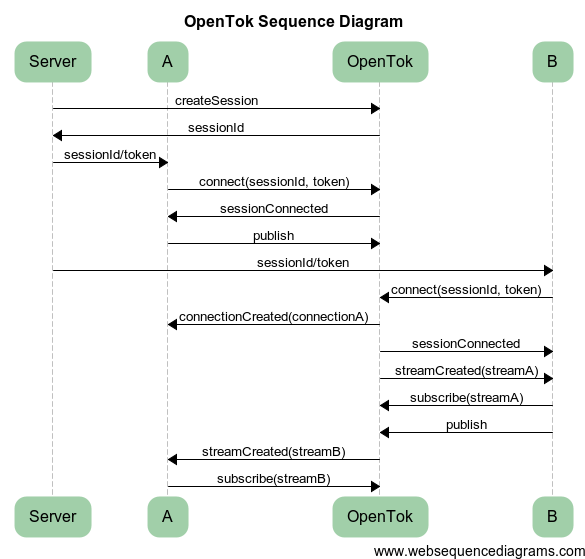 OpenTok Sequence Diagram
Server A OpenTok B
createSession
sessionId
sessionId/token
connect(sessionId, token)
sessionConnected
publish
sessionId/token
connect(sessionId, token)
connectionCreated(connectionA)
sessionConnected
streamCreated(streamA)
subscribe(streamA)
publish
streamCreated(streamB)
subscribe(streamB)
Server A OpenTok B
www.websequencediagrams.com